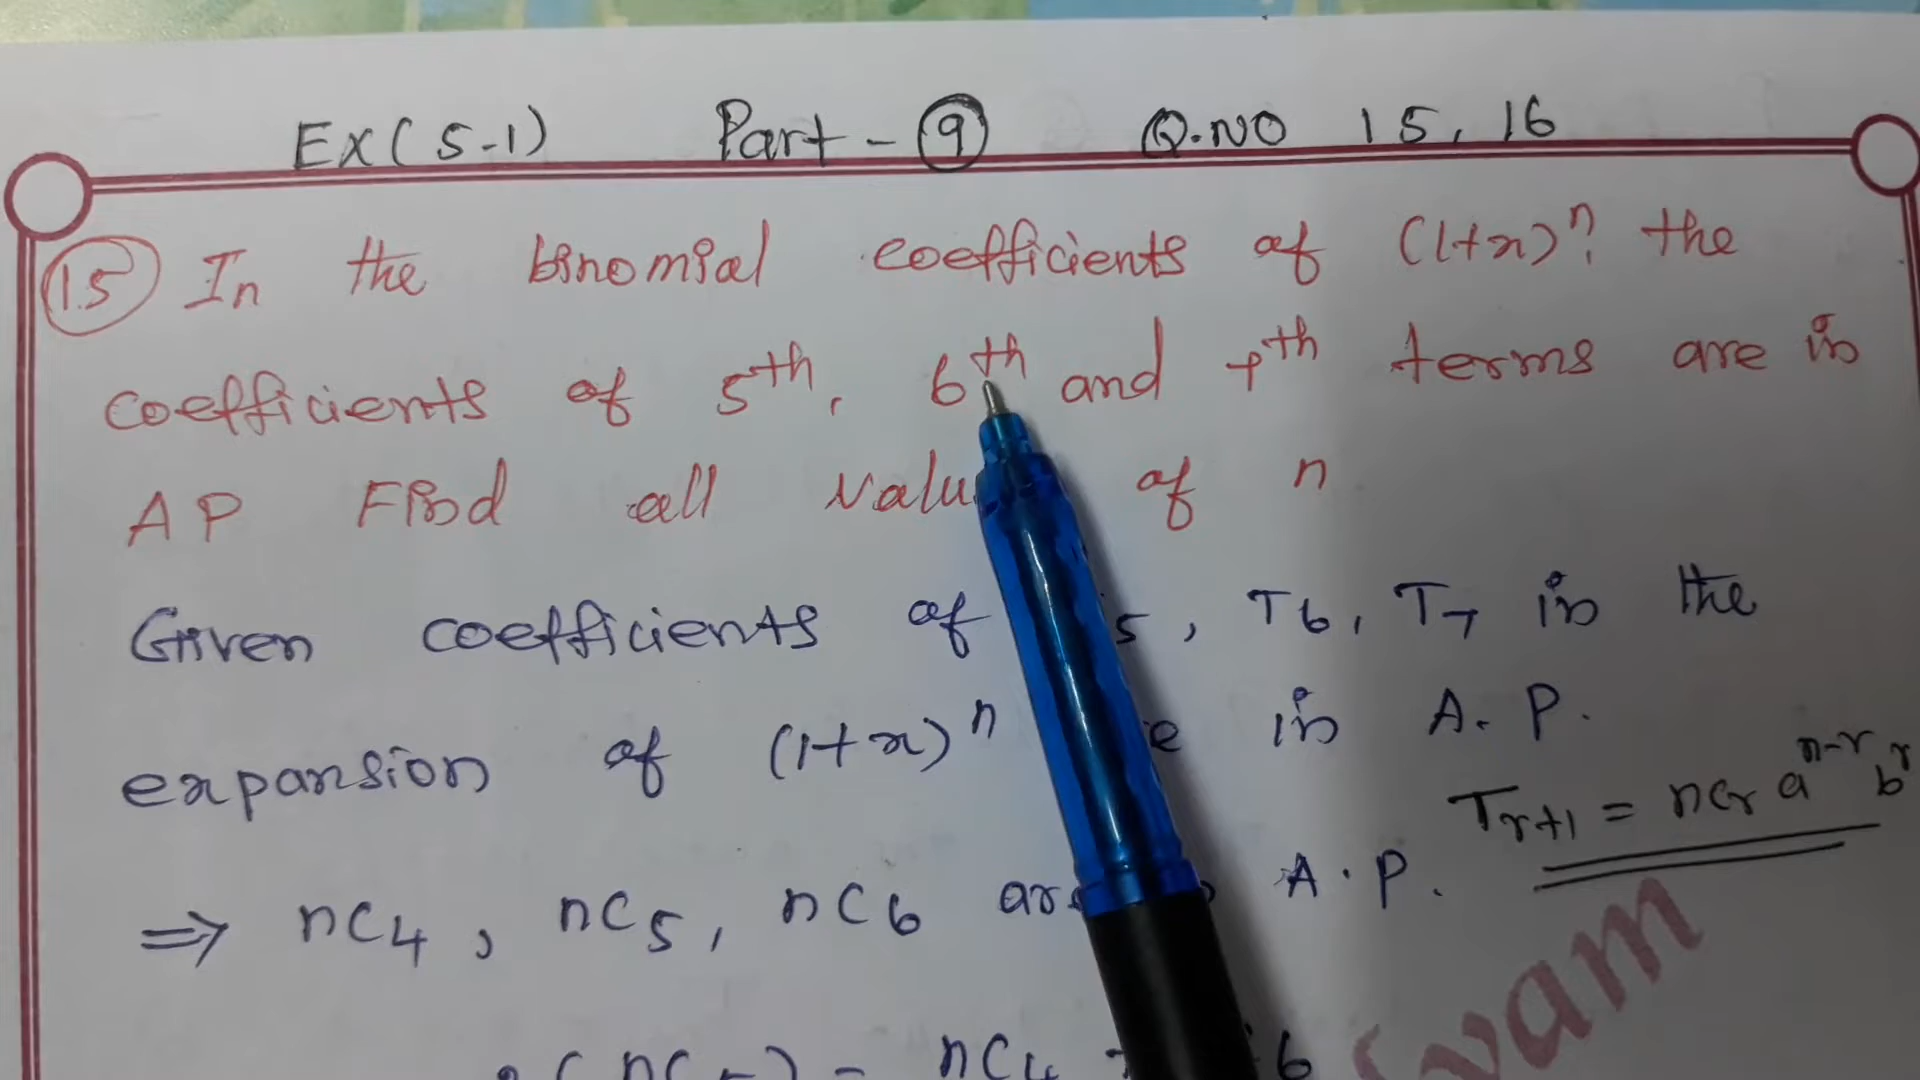 Ex(5-1) Part-9 Q.NO 15, 16
15 In the binomial coefficients of (1+x)ⁿ, the
coefficients of 5th, 6th and 7th terms are in
AP Find all of n
Given coefficients of 5, T6, T7 in the
expansion of (1+x)ⁿ in A.P.
Tr+1 = ncr a^n-r b^r
⇒ nc4, nc5, nc6 A.P.
nc4
vam